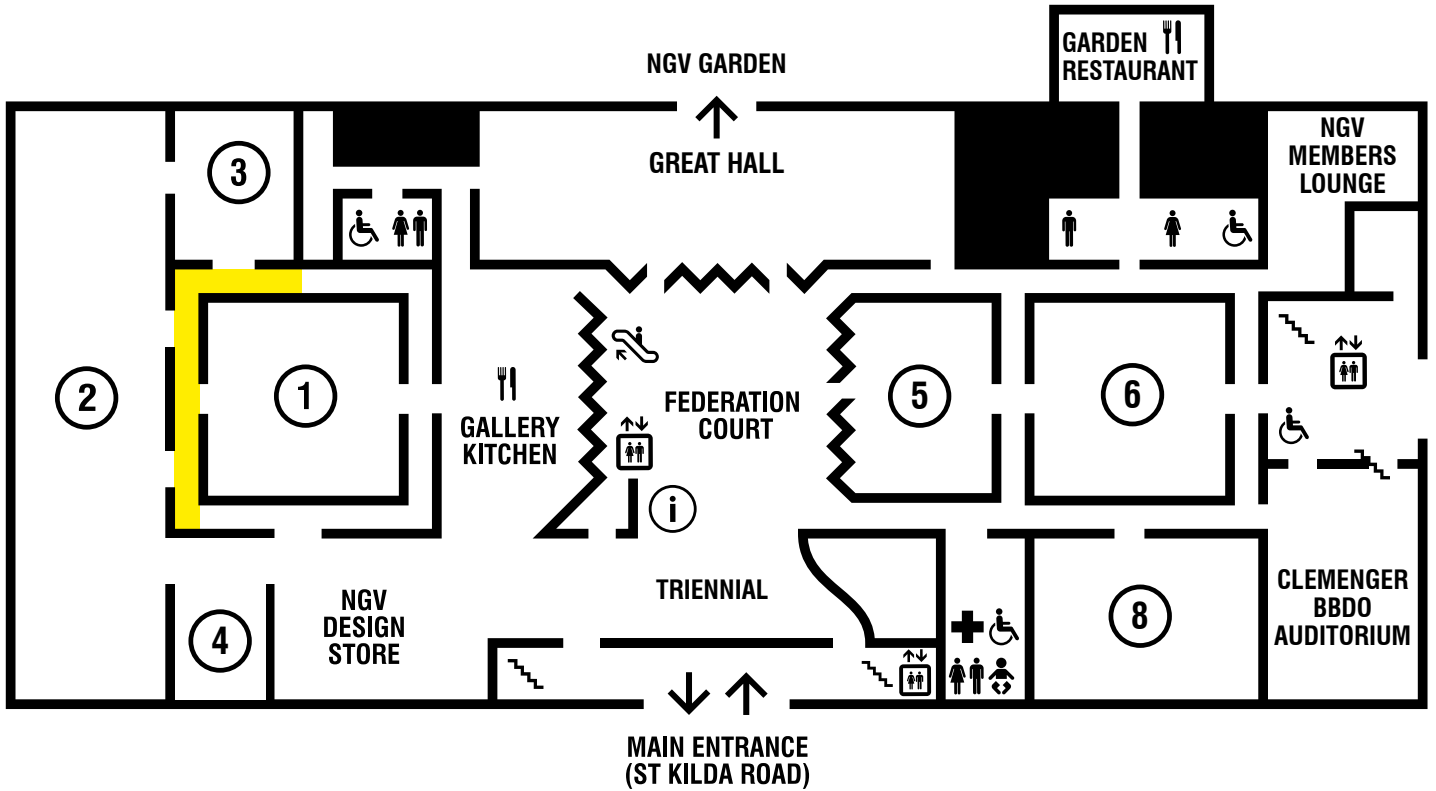 GARDEN
RESTAURANT
NGV GARDEN
GREAT HALL
NGV
MEMBERS
LOUNGE
3
2
1
GALLERY
KITCHEN
FEDERATION
COURT
5
6
i
4
NGV
DESIGN
STORE
TRIENNIAL
8
CLEMENGER
BBDO
AUDITORIUM
MAIN ENTRANCE
(ST KILDA ROAD)